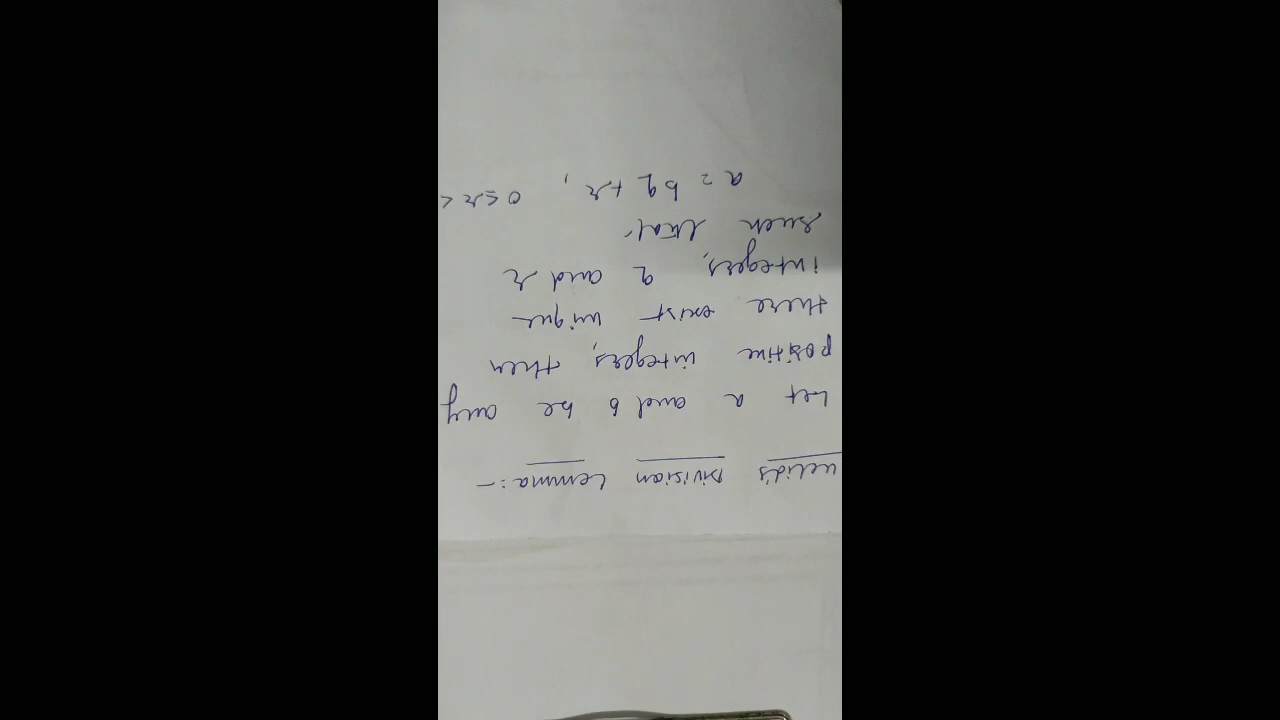 uclid's Division Lemma:-
Let a and b be any
positive integers, then
there exist unique
integers, q and r
such that
a = bq + r, 0≤r<